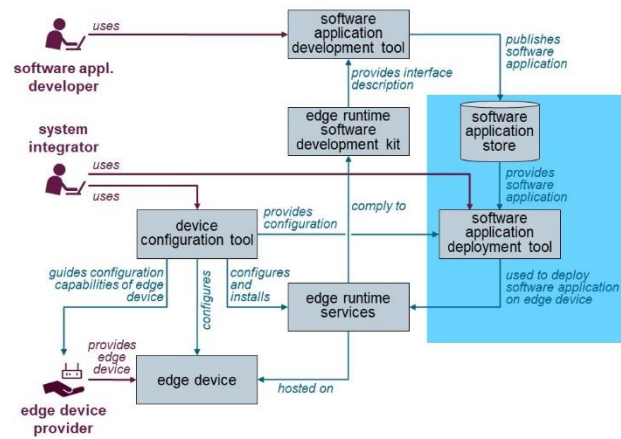 uses
software appl.
developer
software
application
development tool
publishes
software
application
provides interface
description
system
integrator
edge runtime
software
development kit
software
application
store
uses
uses
provides
software
application
device
configuration tool
provides
configuration
comply to
software
application
deployment tool
guides configuration
capabilities of edge
device
configures
configures
and
installs
edge runtime
services
used to deploy
software application
on edge device
provides
edge
device
edge device
hosted on
edge device
provider